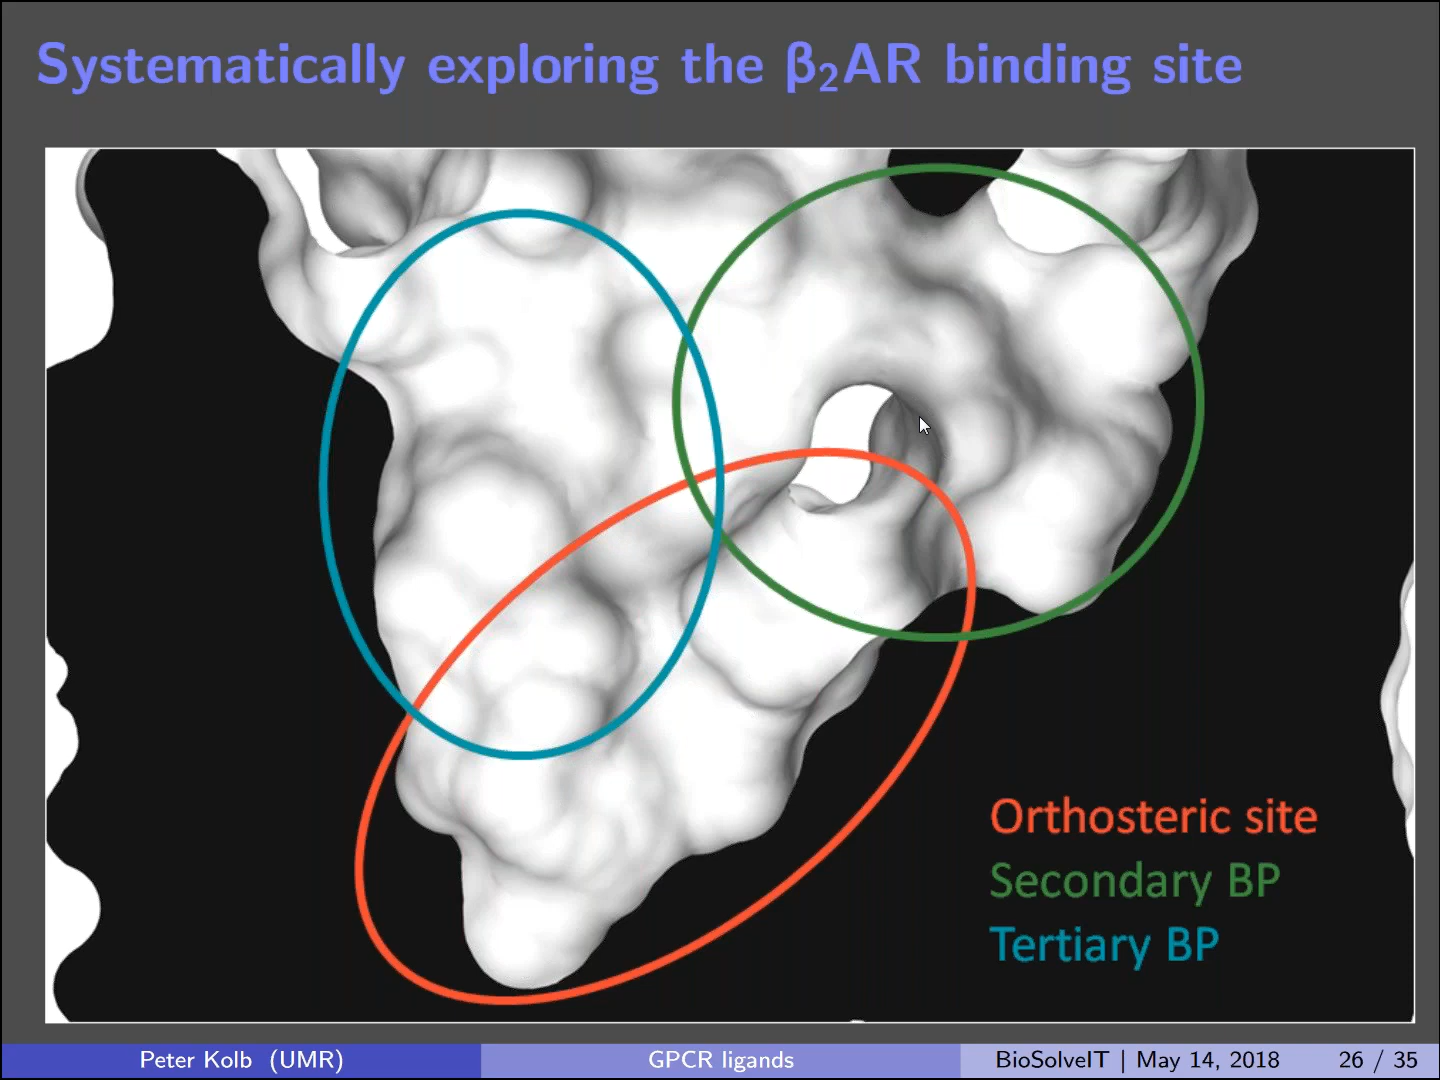 Systematically exploring the β₂AR binding site
Orthosteric site
Secondary BP
Tertiary BP
Peter Kolb (UMR)
GPCR ligands
BioSolveIT | May 14, 2018
26 / 35